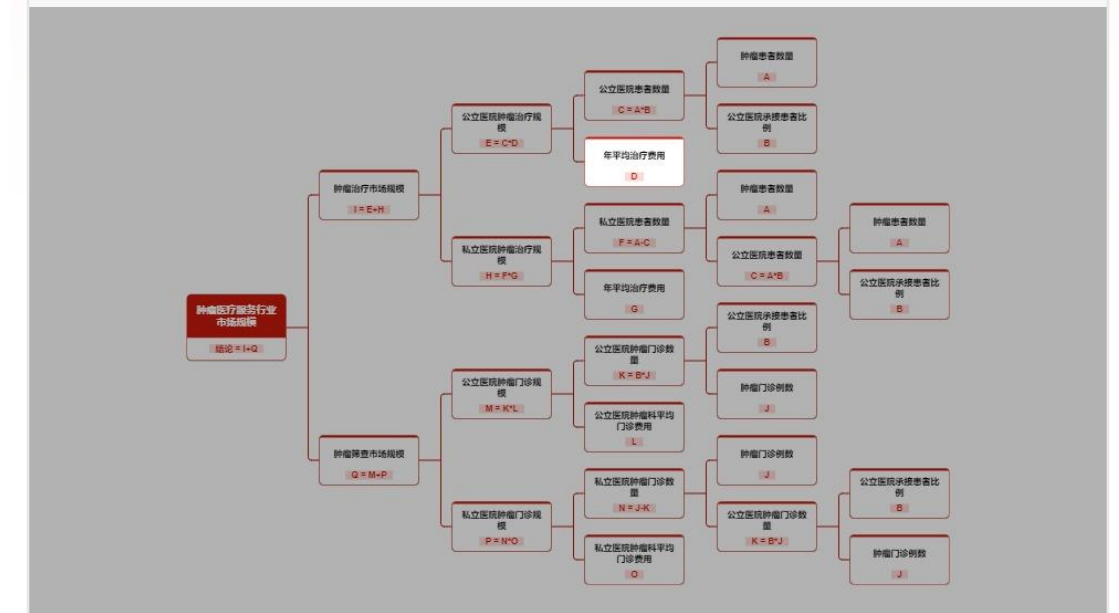 肿瘤患者数量
A
公立医院患者数量
C = A*B
公立医院肿瘤治疗规
模
E = C*D
公立医院承接患者比
例
B
年平均治疗费用
D
肿瘤治疗市场规模
I = E+H
肿瘤患者数量
A
私立医院患者数量
F = A-C
肿瘤患者数量
A
私立医院肿瘤治疗规
模
H = F*G
公立医院患者数量
C = A*B
年平均治疗费用
G
公立医院承接患者比
例
B
肿瘤医疗服务行业
市场规模
结论 = I+Q
公立医院承接患者比
例
B
公立医院肿瘤门诊数
量
K = B*J
公立医院肿瘤门诊规
模
M = K*L
肿瘤门诊例数
J
公立医院肿瘤科平均
门诊费用
L
肿瘤筛查市场规模
Q = M+P
肿瘤门诊例数
J
私立医院肿瘤门诊数
量
N = J-K
公立医院承接患者比
例
B
私立医院肿瘤门诊规
模
P = N*O
公立医院肿瘤门诊数
量
K = B*J
私立医院肿瘤科平均
门诊费用
O
肿瘤门诊例数
J